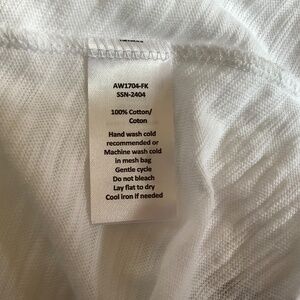 AW1704-FK
SSN-2404
100% Cotton/
Coton
Hand wash cold
recommended or
Machine wash cold
in mesh bag
Gentle cycle
Do not bleach
Lay flat to dry
Cool iron if needed